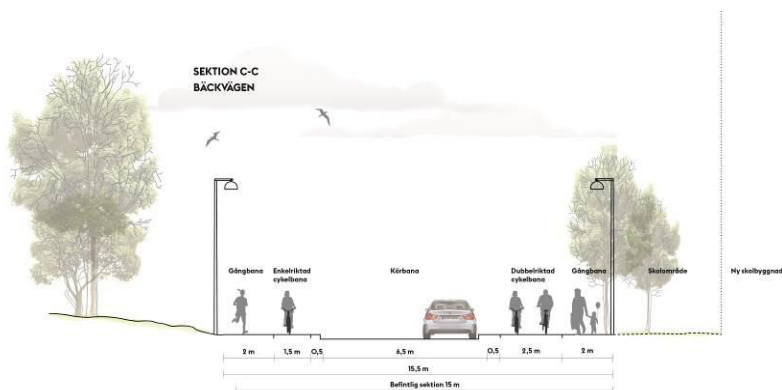 SEKTION C-C
BÄCKVÄGEN
Gångbana
Enkelriktad
cykelbana
Körbana
Dubbelriktad
cykelbana
Gångbana
Skolområde
Ny skolbyggnad
2 m
1,5 m
0,5
6,5 m
0,5
2,5 m
2 m
15,5 m
Befintlig sektion 15 m